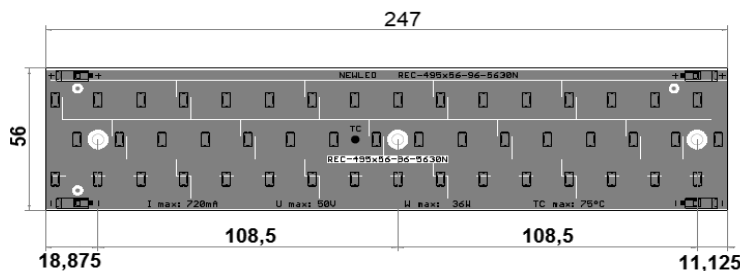 247
NEWLED REC-495x56-96-5630N
56
TC
REC-495x56-96-5630N
I max: 720mA U max: 50V W max: 36W TC max: 75°C
108,5 108,5
18,875 11,125